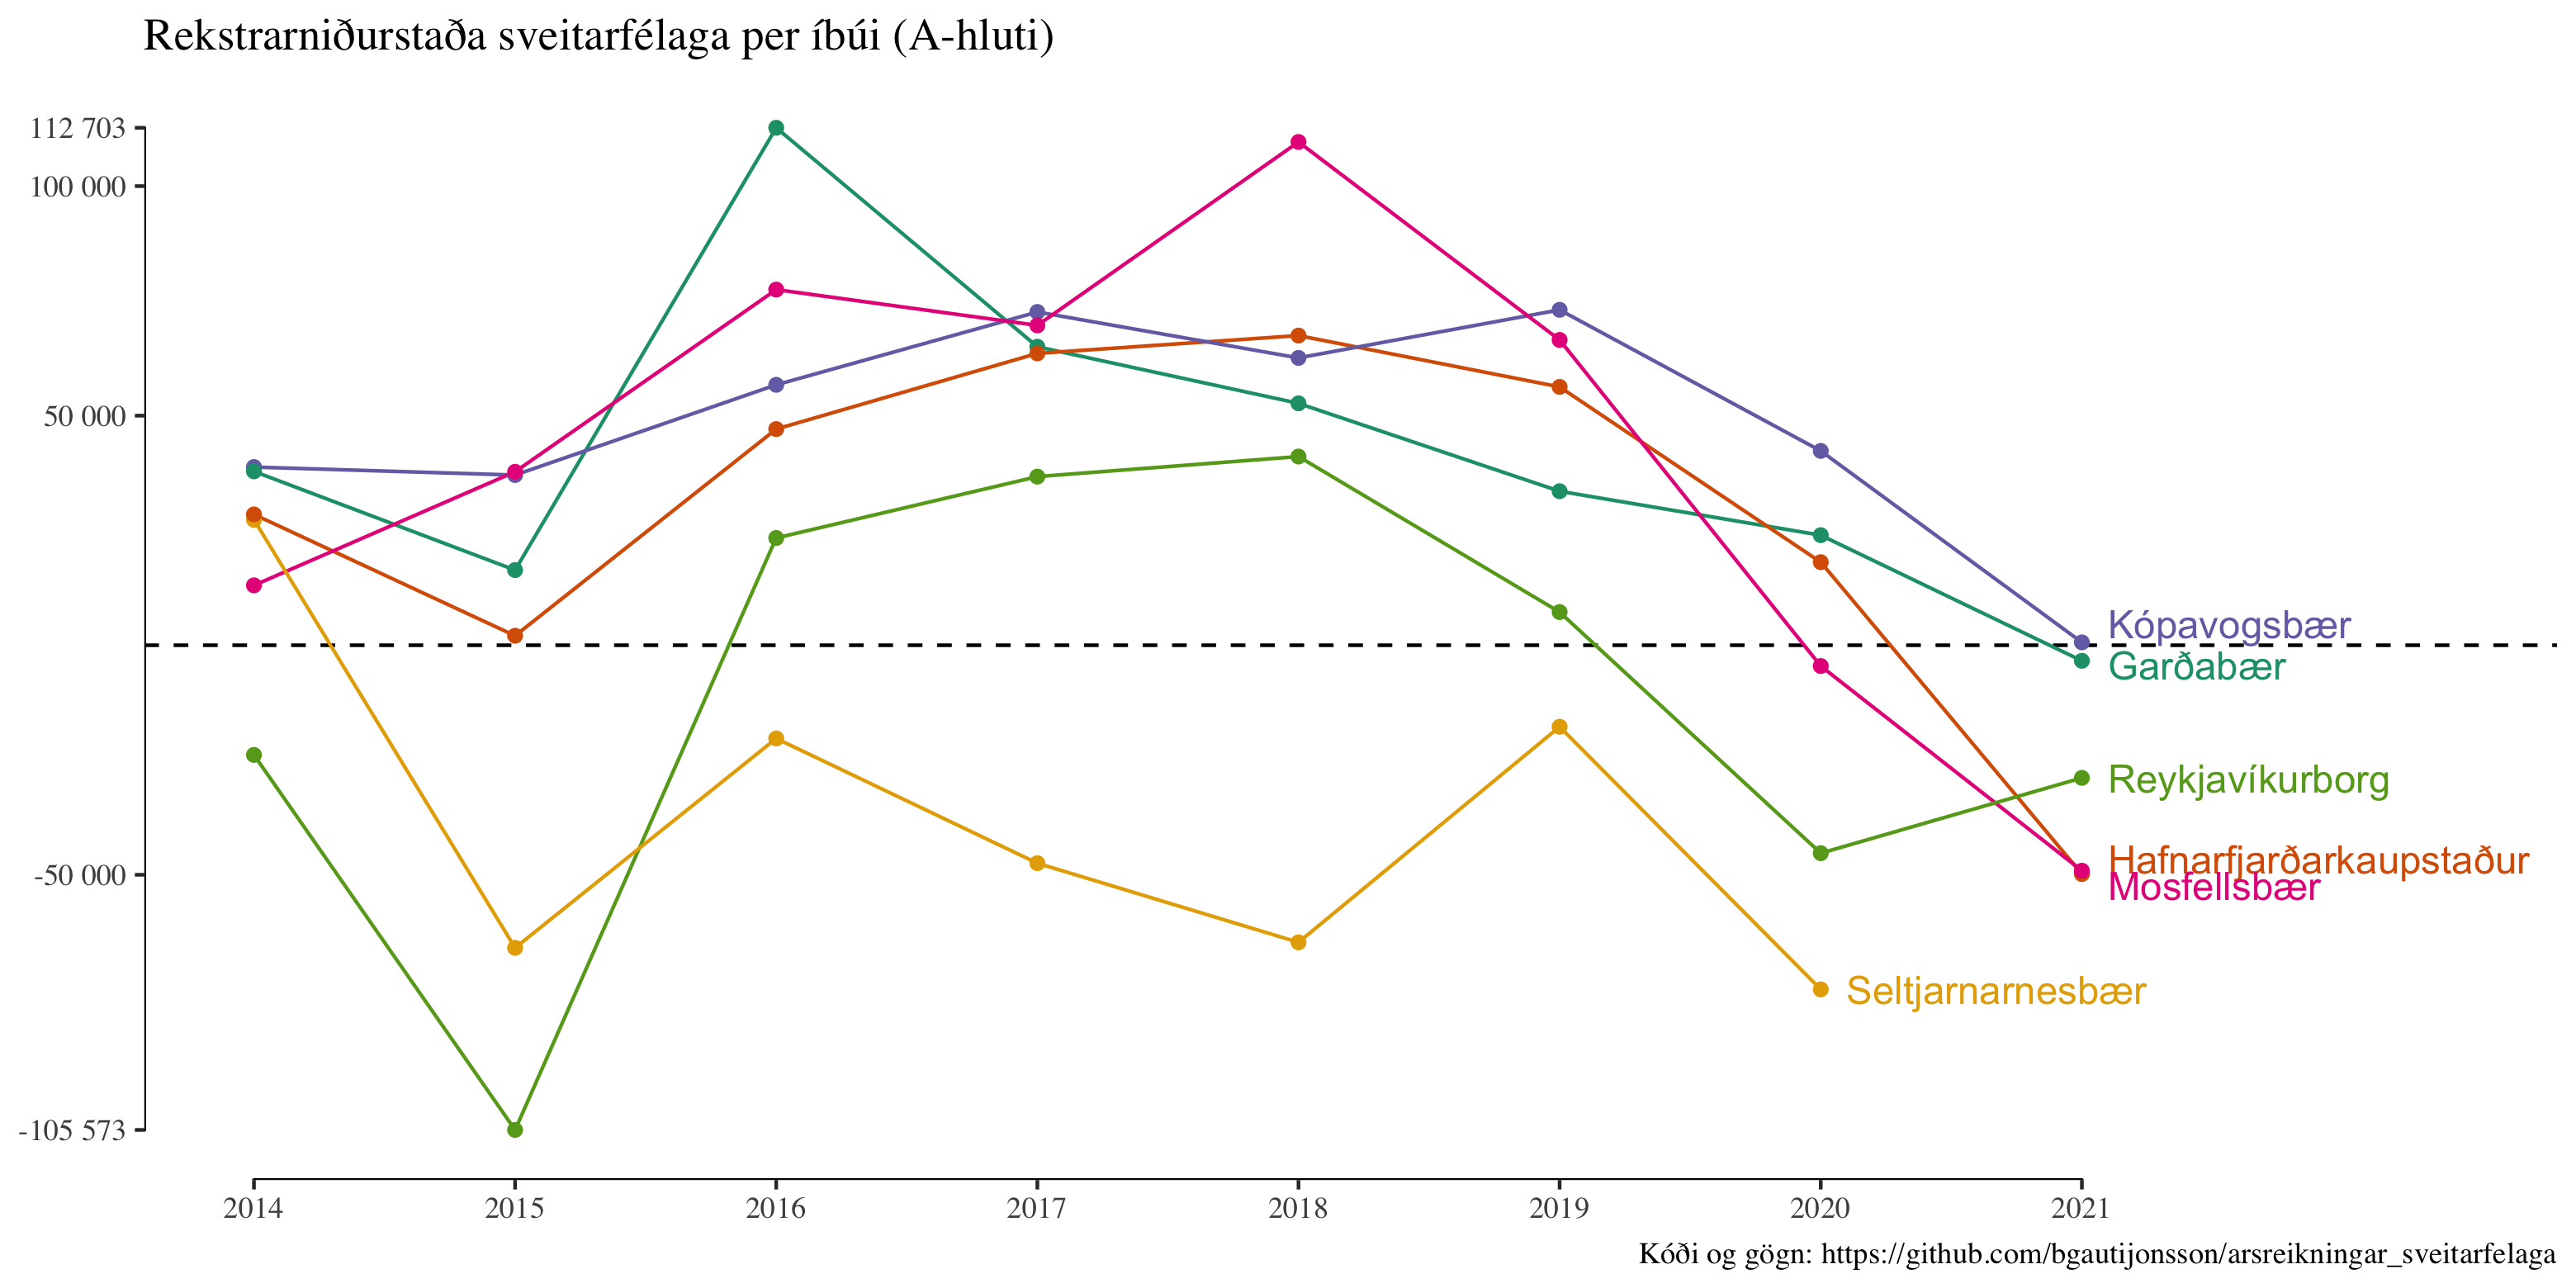 Rekstrarniðurstaða sveitarfélaga per íbúi (A-hluti)
112 703
100 000
50 000
-50 000
-105 573
Kópavogsbær
Garðabær
Reykjavíkurborg
Hafnarfjarðarkaupstaður
Mosfellsbær
Seltjarnarnesbær
2014 2015 2016 2017 2018 2019 2020 2021
Kóði og gögn: https://github.com/bgautijonsson/arsreikningar_sveitarfelaga